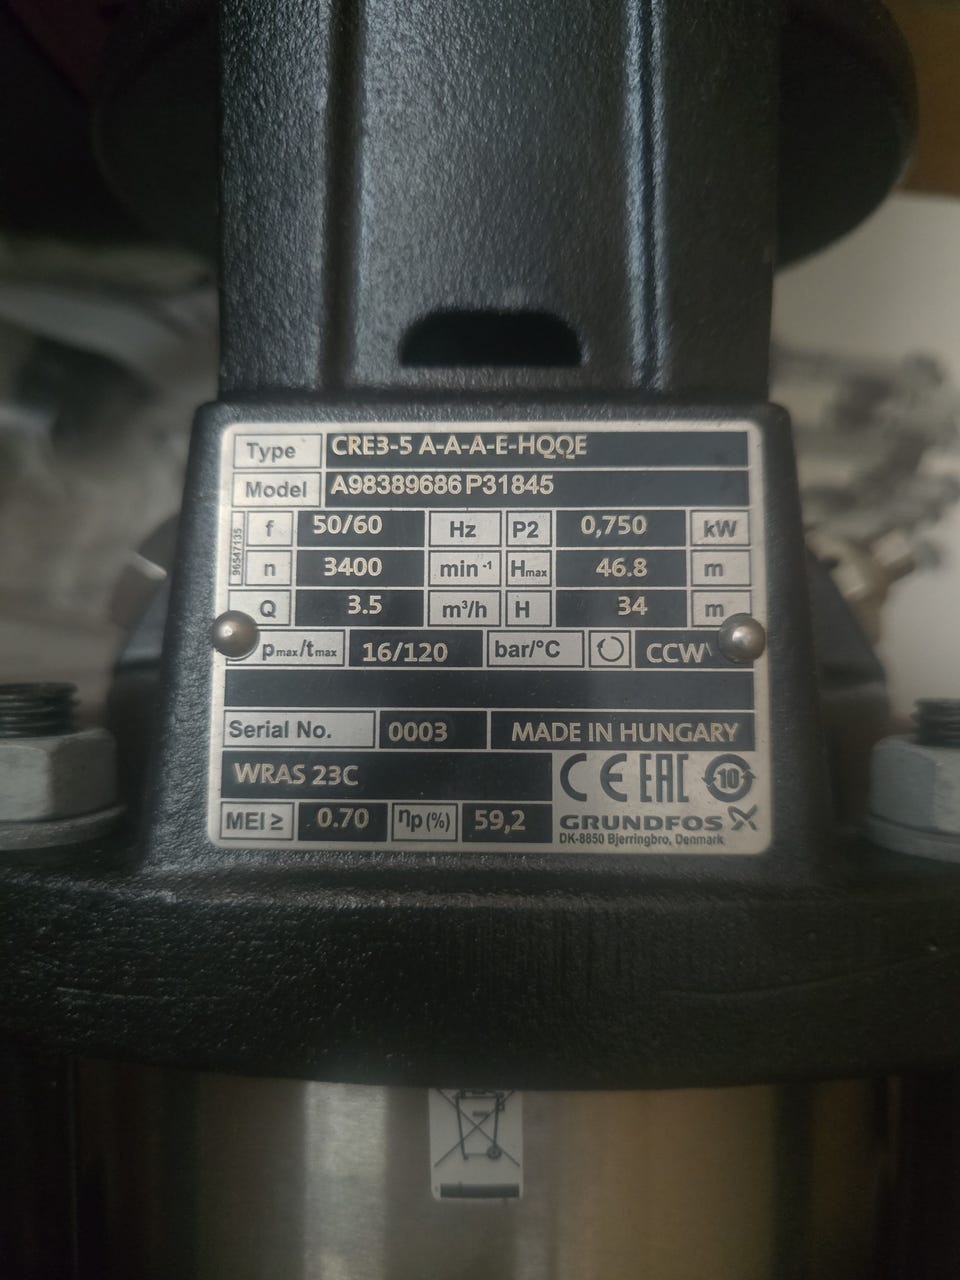 Type CRE3-5 A-A-A-E-HQQE
Model A98389686P31845
96547135
f 50/60 Hz P2 0,750 kW
n 3400 min⁻¹ Hmax 46.8 m
Q 3.5 m³/h H 34 m
pmax/tmax 16/120 bar/°C CCW
Serial No. 0003 MADE IN HUNGARY
WRAS 23C CE EAC 10
MEI ≥ 0.70 ηp(%) 59,2 GRUNDFOS X
DK-8850 Bjerringbro, Denmark